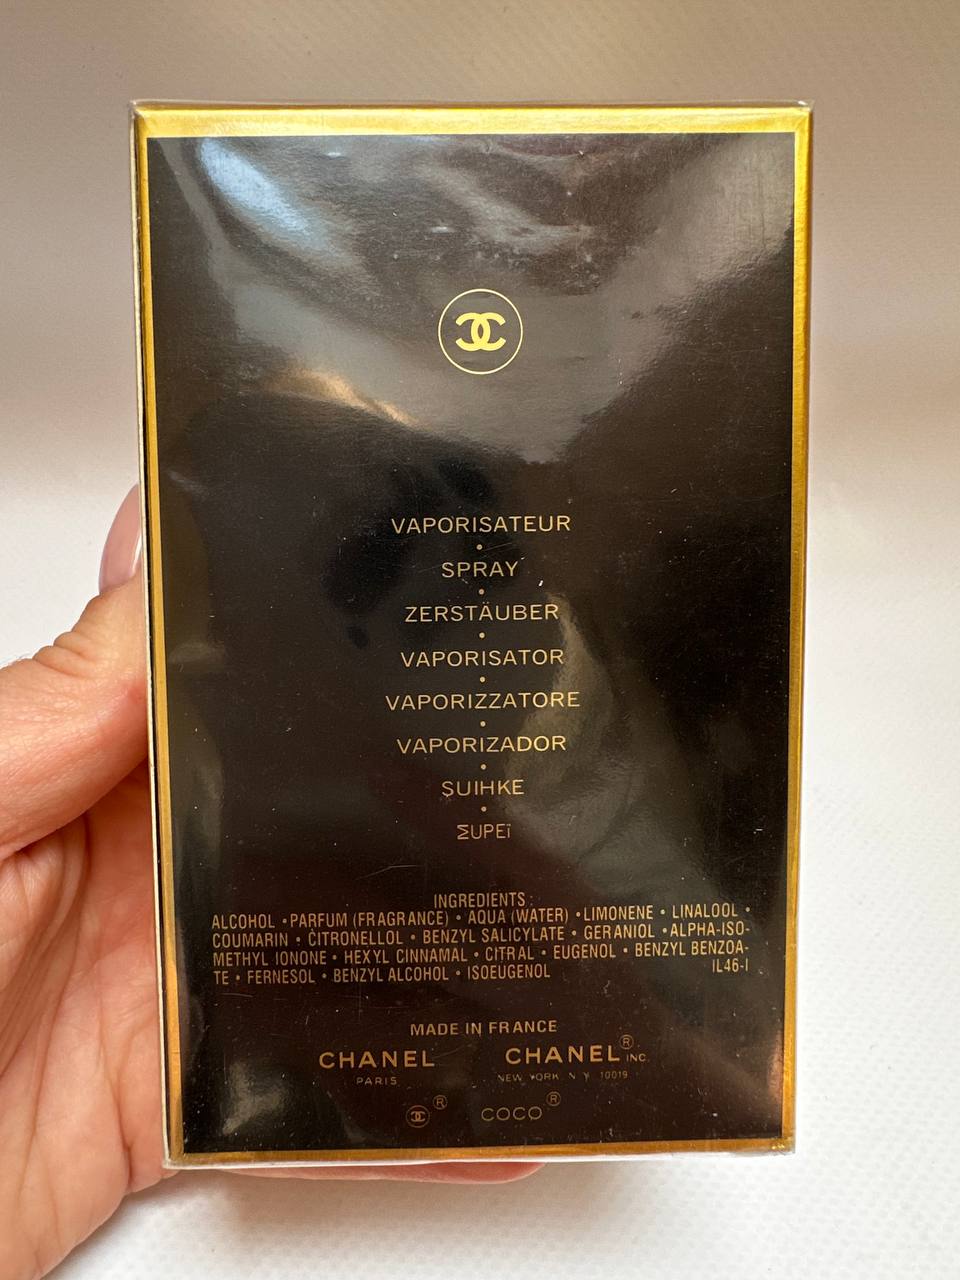 VAPORISATEUR
SPRAY
ZERSTÄUBER
VAPORISATOR
VAPORIZZATORE
VAPORIZADOR
SUIHKE
ΣUPEï
INGREDIENTS:
ALCOHOL • PARFUM (FRAGRANCE) • AQUA (WATER) • LIMONENE • LINALOOL •
COUMARIN • CITRONELLOL • BENZYL SALICYLATE • GERANIOL • ALPHA-ISO-
METHYL IONONE • HEXYL CINNAMAL • CITRAL • EUGENOL • BENZYL BENZOA-
TE • FERNESOL • BENZYL ALCOHOL • ISOEUGENOL IL46-I
MADE IN FRANCE
CHANEL CHANEL® INC.
PARIS NEW YORK N Y 10019
® COCO®